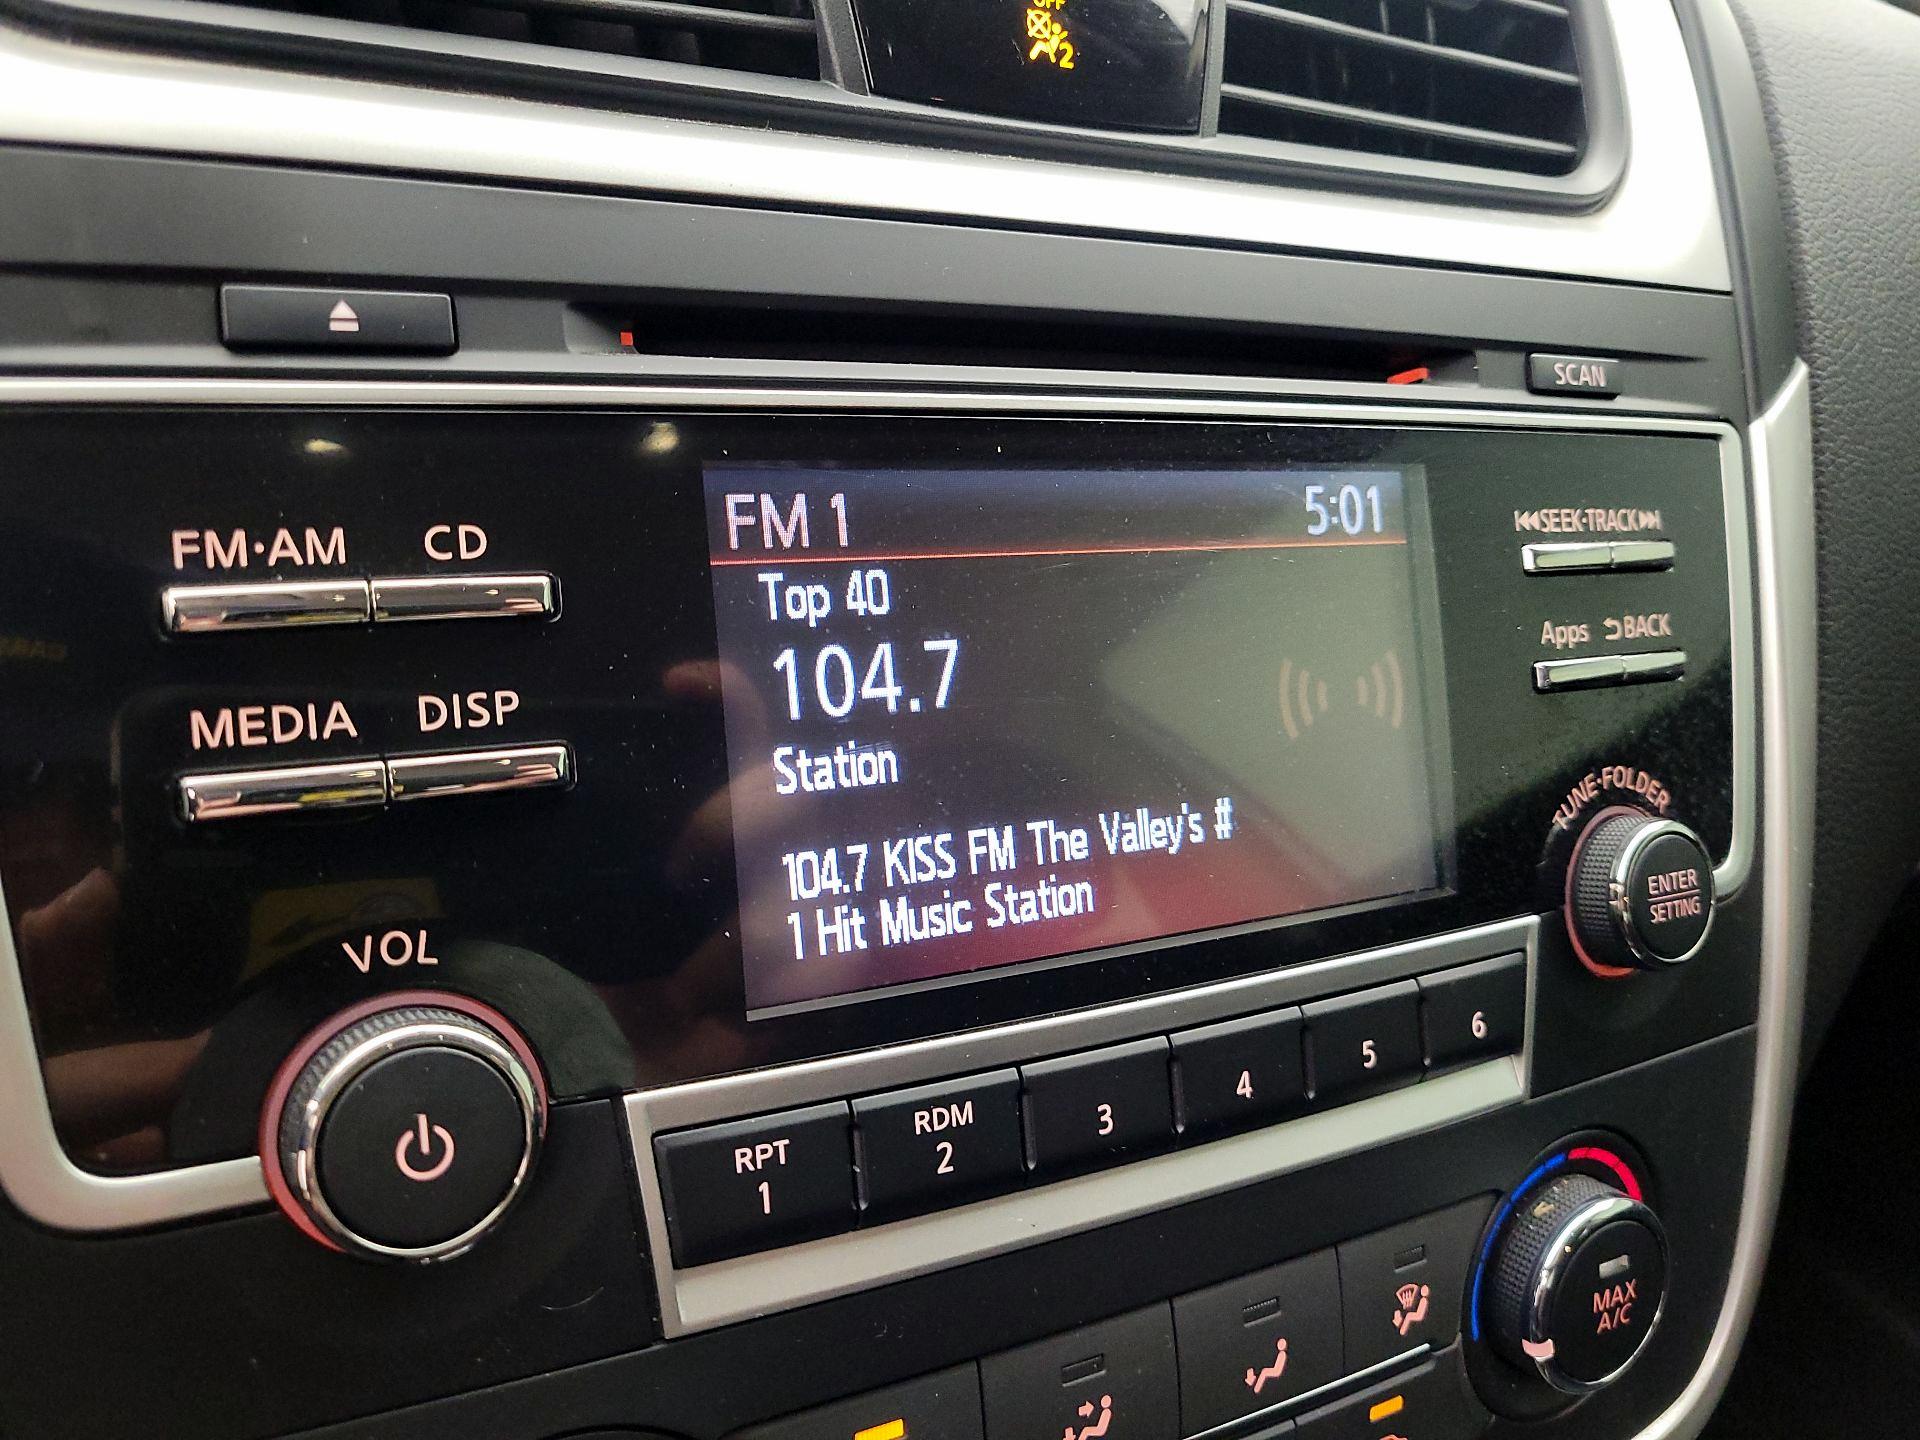 OFF
2
SCAN
FM·AM CD
FM 1 5:01
SEEK·TRACK
Top 40
Apps BACK
104.7
MEDIA DISP
Station
TUNE·FOLDER
104.7 KISS FM The Valley's #
1 Hit Music Station
ENTER
SETTING
VOL
RPT
1
RDM
2
3
4
5
6
MAX
A/C